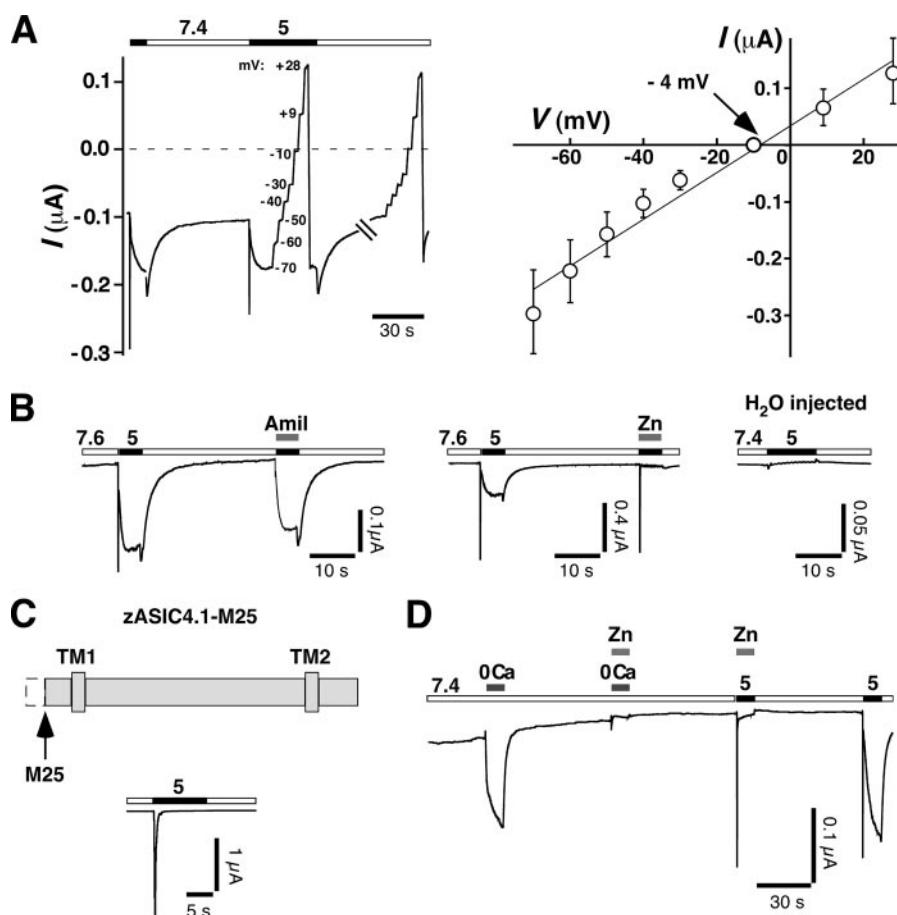 A
7.4 5
mV: +28
+9
-10
-30
-40
-50
-60
-70
0.1
0.0
-0.1
-0.2
-0.3
I (μA)
30 s
I (μA)
V (mV)
- 4 mV
-60 -40 -20 0 20
0.1
-0.1
-0.2
-0.3
B
Amil
7.6 5
0.1μA
10 s
Zn
7.6 5
0.4 μA
10 s
H₂O injected
7.4 5
0.05 μA
10 s
C
zASIC4.1-M25
TM1 TM2
M25
5
1 μA
5 s
D
Zn Zn
0Ca 0Ca
7.4 5 5
0.1 μA
30 s